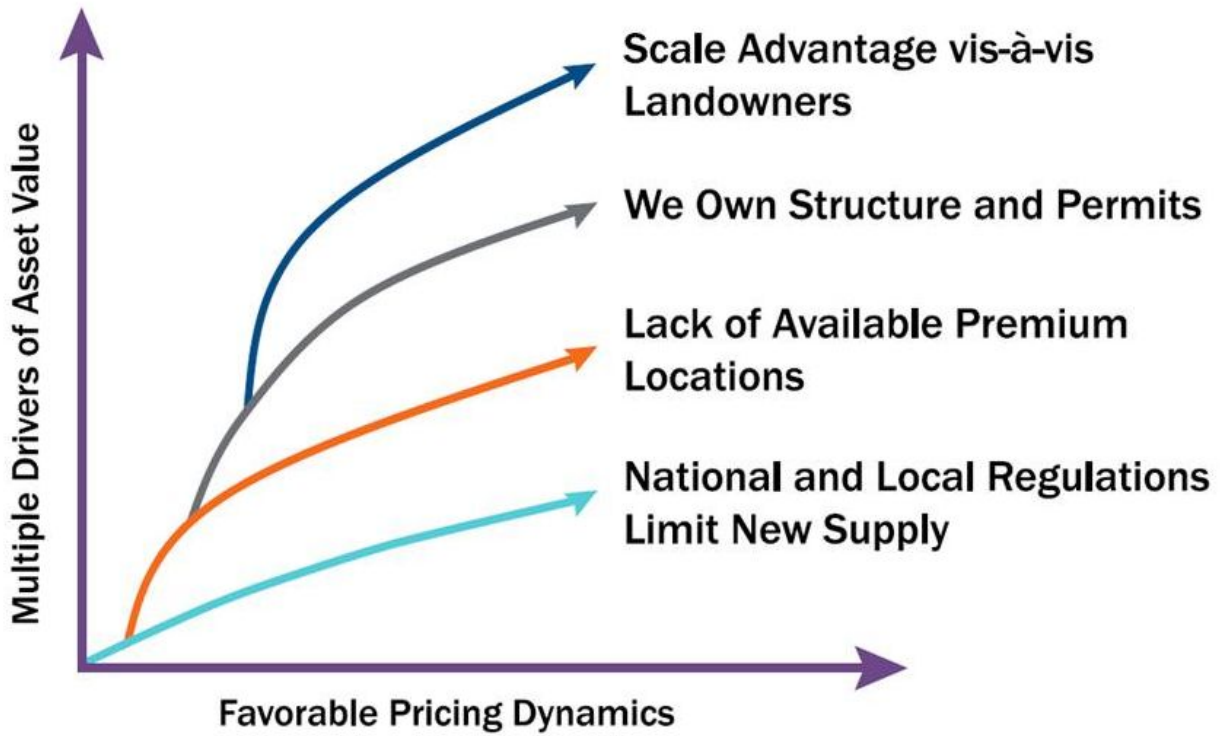 Multiple Drivers of Asset Value
Scale Advantage vis-à-vis
Landowners
We Own Structure and Permits
Lack of Available Premium
Locations
National and Local Regulations
Limit New Supply
Favorable Pricing Dynamics